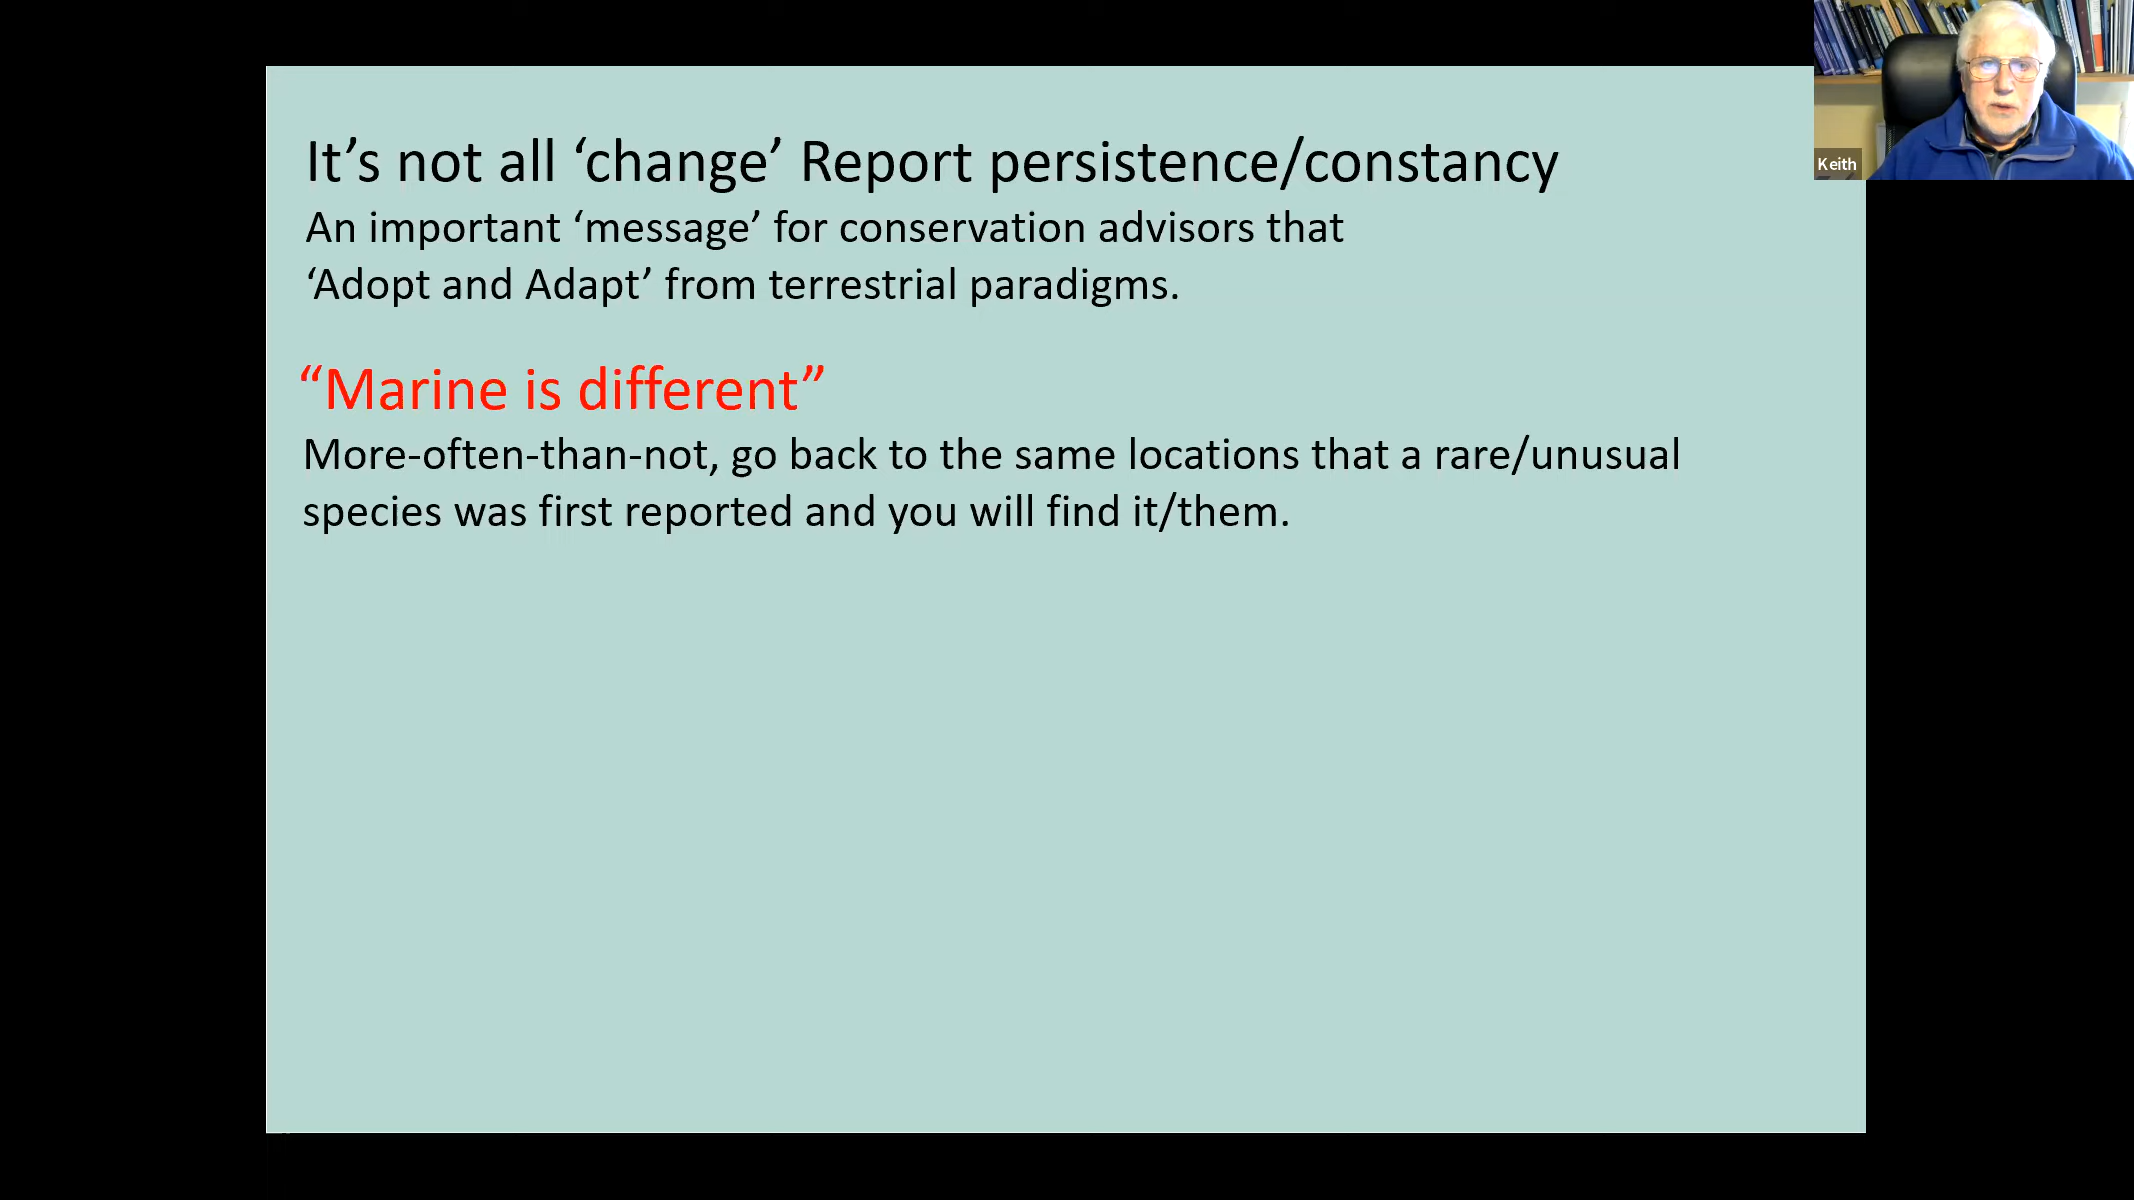 It’s not all ‘change’ Report persistence/constancy
An important ‘message’ for conservation advisors that
‘Adopt and Adapt’ from terrestrial paradigms.
“Marine is different”
More-often-than-not, go back to the same locations that a rare/unusual
species was first reported and you will find it/them.
Keith